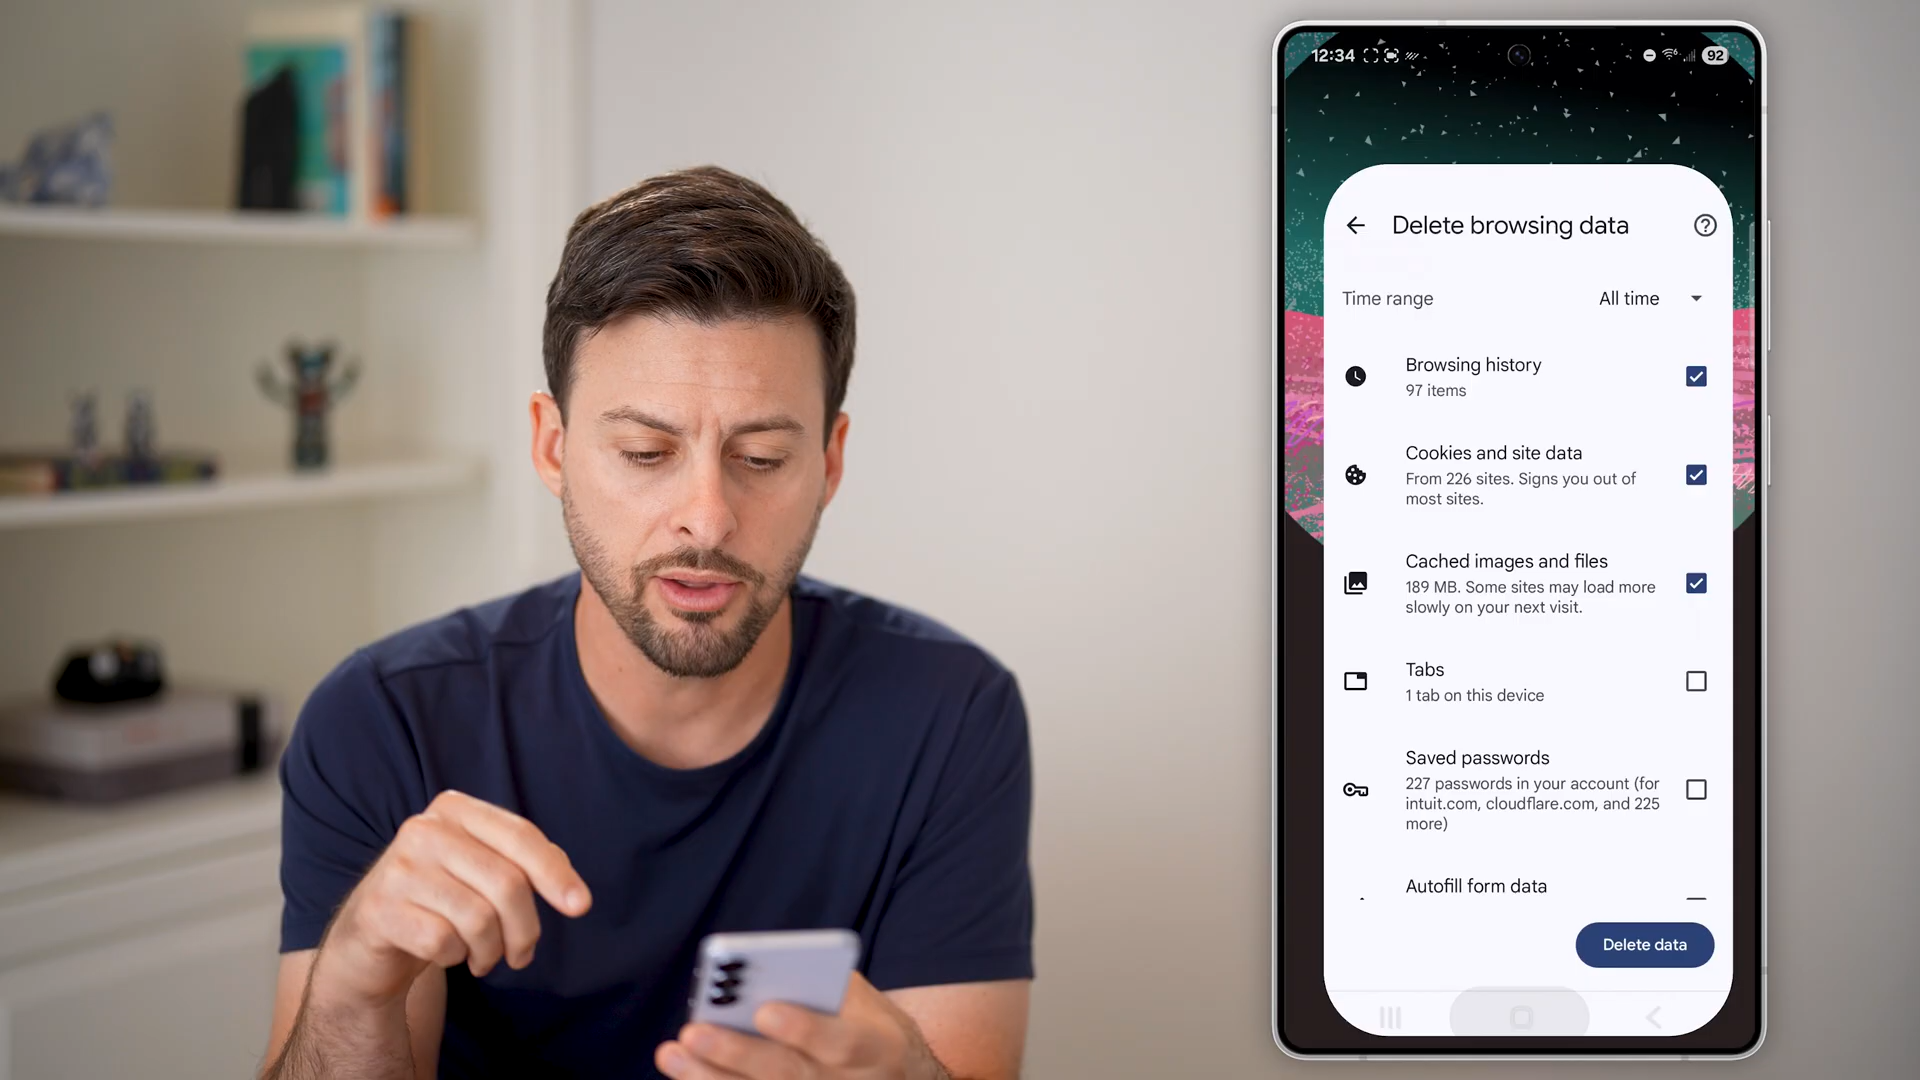 12:34
92
Delete browsing data
Time range
All time
Browsing history
97 items
Cookies and site data
From 226 sites. Signs you out of
most sites.
Cached images and files
189 MB. Some sites may load more
slowly on your next visit.
Tabs
1 tab on this device
Saved passwords
227 passwords in your account (for
intuit.com, cloudflare.com, and 225
more)
Autofill form data
Delete data